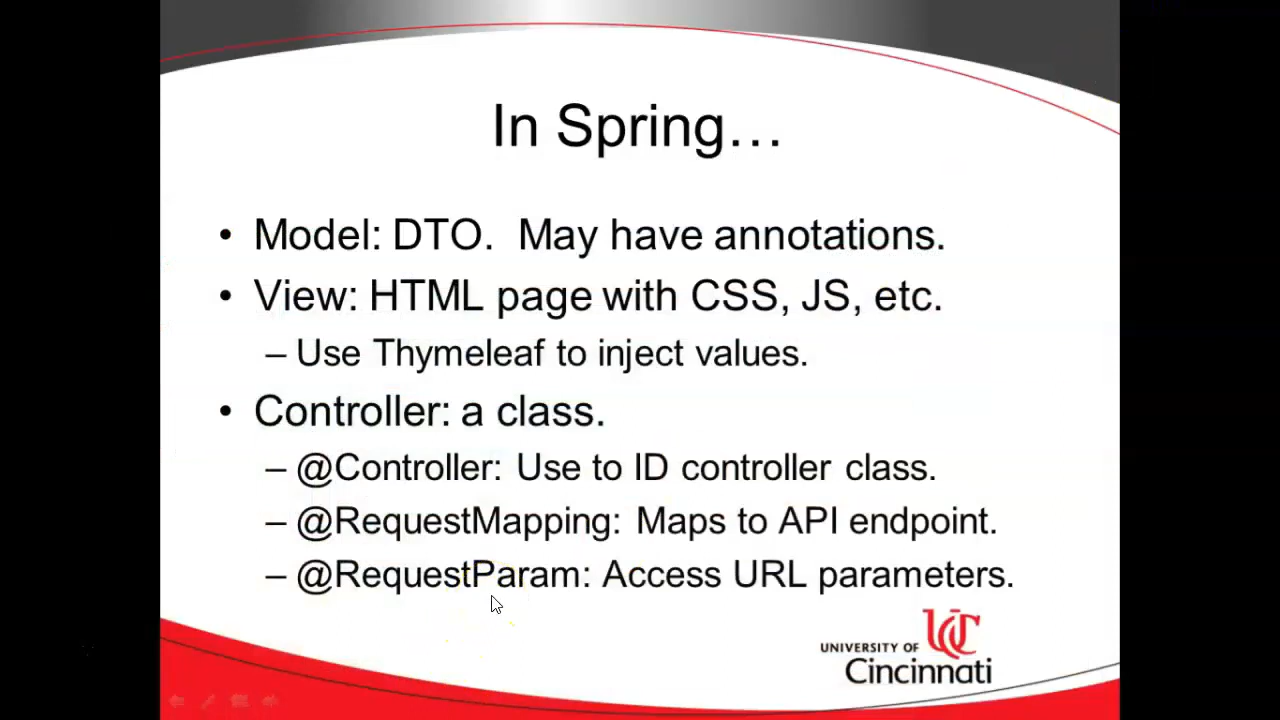 In Spring…
• Model: DTO.  May have annotations.
• View: HTML page with CSS, JS, etc.
– Use Thymeleaf to inject values.
• Controller: a class.
– @Controller: Use to ID controller class.
– @RequestMapping: Maps to API endpoint.
– @RequestParam: Access URL parameters.
UC
UNIVERSITY OF
Cincinnati